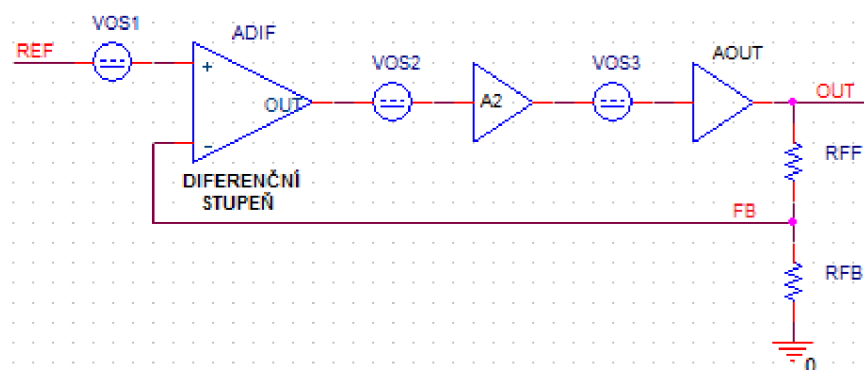 VOS1
ADIF
REF
VOS2
VOS3
AOUT
+
OUT
A2
OUT
-
RFF
DIFERENČNÍ
STUPEŇ
FB
RFB
0